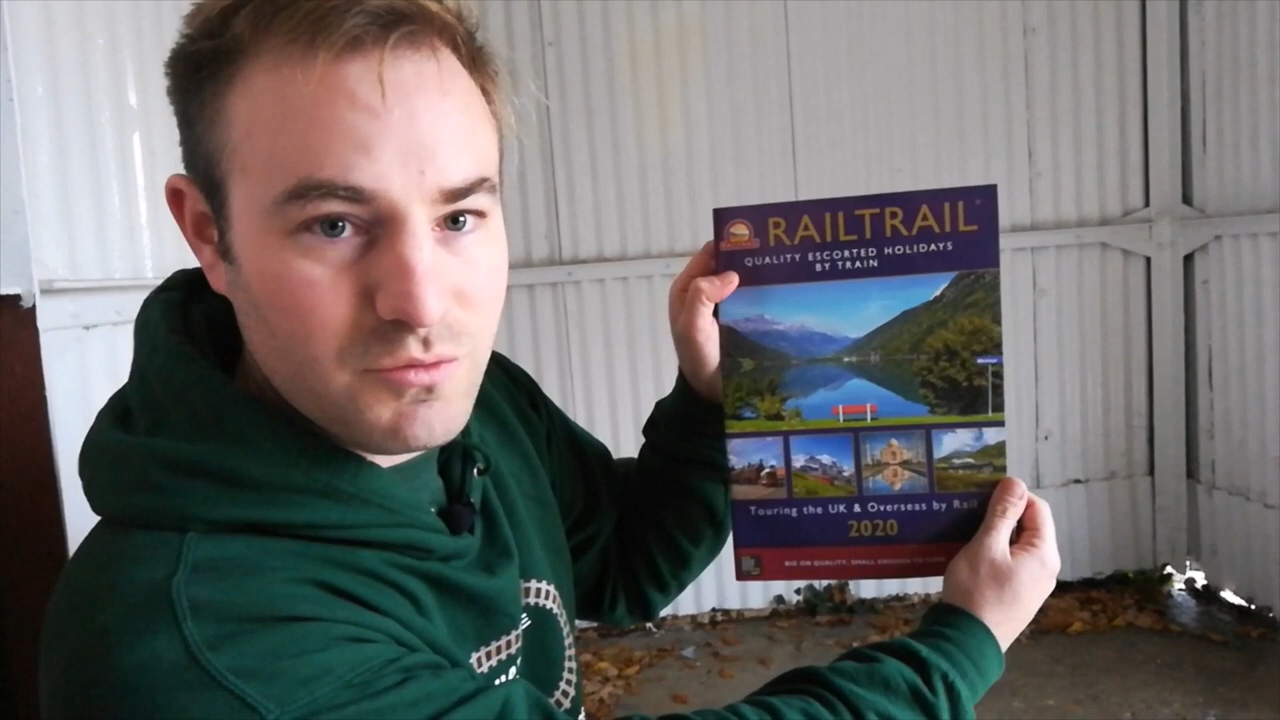 RAILTRAIL
RAILTRAIL
QUALITY ESCORTED HOLIDAYS
BY TRAIN
Touring the UK & Overseas by Rail
2020
BIG ON QUALITY, SMALL ENOUGH TO